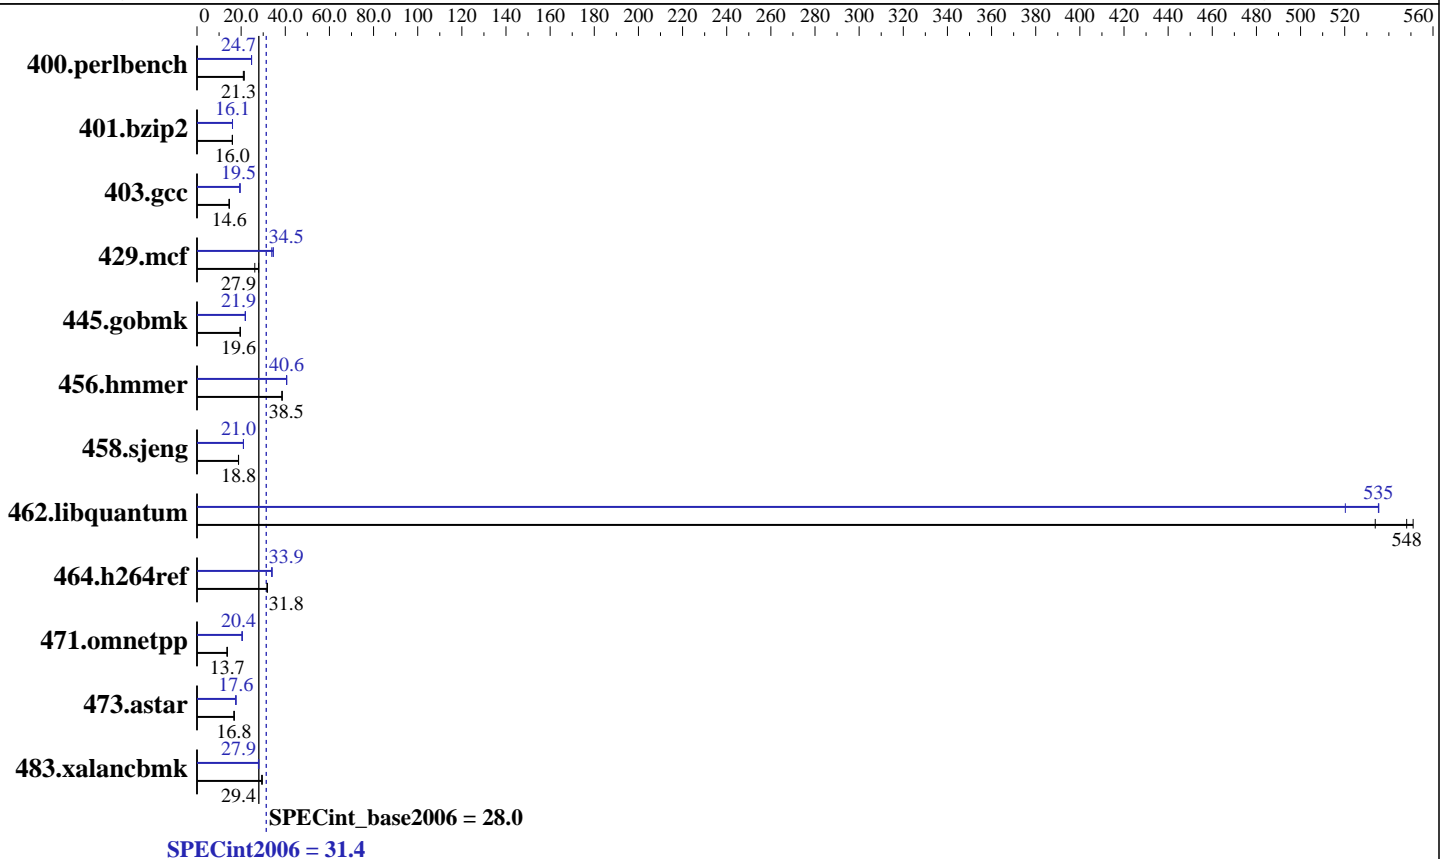 0 20.0 40.0 60.0 80.0 100 120 140 160 180 200 220 240 260 280 300 320 340 360 380 400 420 440 460 480 500 520 560
24.7
400.perlbench
21.3
16.1
401.bzip2
16.0
19.5
403.gcc
14.6
34.5
429.mcf
27.9
21.9
445.gobmk
19.6
40.6
456.hmmer
38.5
21.0
458.sjeng
18.8
535
462.libquantum
548
33.9
464.h264ref
31.8
20.4
471.omnetpp
13.7
17.6
473.astar
16.8
27.9
483.xalancbmk
29.4
SPECint_base2006 = 28.0
SPECint2006 = 31.4